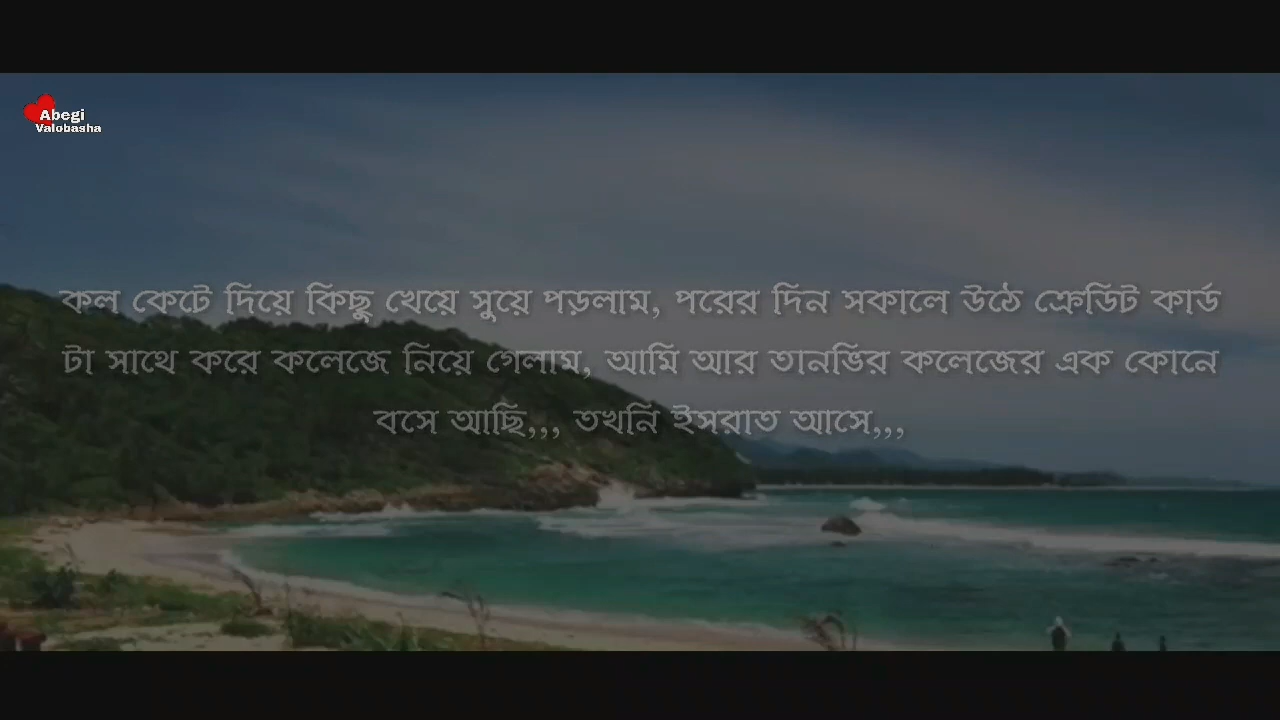 Abegi
Valobasha
কল কেটে দিয়ে কিছু খেয়ে সুয়ে পড়লাম, পরের দিন সকালে উঠে ক্রেডিট কার্ড
টা সাথে করে কলেজে নিয়ে গেলাম, আমি আর তানভির কলেজের এক কোনে
বসে আছি,,, তখনি ইসরাত আসে,,,